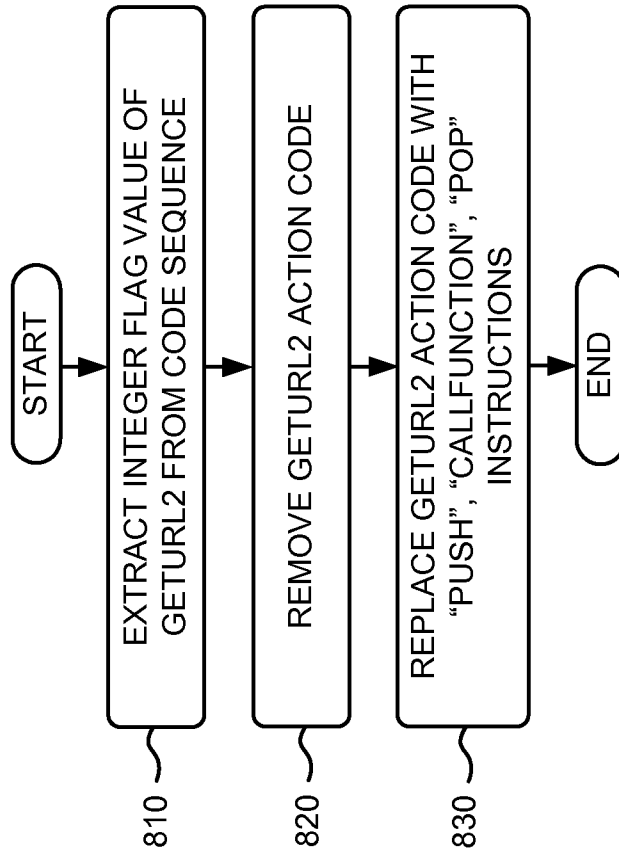 START
810
EXTRACT INTEGER FLAG VALUE OF
GETURL2 FROM CODE SEQUENCE
820
REMOVE GETURL2 ACTION CODE
830
REPLACE GETURL2 ACTION CODE WITH
“PUSH”, “CALLFUNCTION”, “POP”
INSTRUCTIONS
END